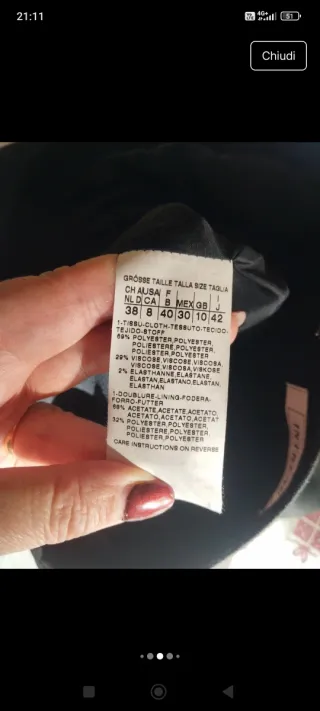 21:11
4G+
51
Chiudi
GRÖSSE TAILLE TALLA SIZE TAGLIA
CH A USA F I
NL D CA B MEX GB J
38 8 40 30 10 42
1-TISSU-CLOTH-TESSUTO-TECIDO-
TEJIDO-STOFF
69% POLYESTER,POLYESTER,
POLIESTERE,POLYESTER,
POLIESTER,POLYESTER
29% VISCOSE,VISCOSE,VISCOSA,
VISCOSE,VISCOSA,VISKOSE
2% ELASTHANNE,ELASTANE,
ELASTAN,ELASTANO,ELASTAN,
ELASTHAN
1-DOUBLURE-LINING-FODERA-
FORRO-FUTTER
68% ACETATE,ACETATE,ACETATO,
ACETATO,ACETATO,ACETAT
32% POLYESTER,POLYESTER,
POLIESTERE,POLYESTER,
POLIESTER,POLYESTER
CARE INSTRUCTIONS ON REVERSE